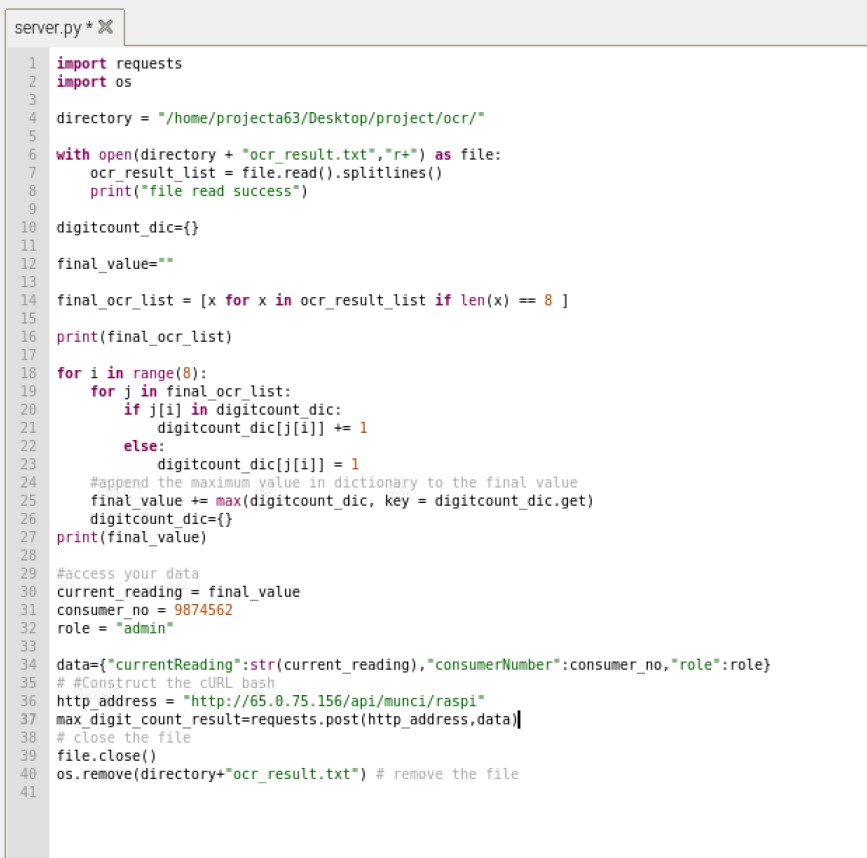 server.py *
1 import requests
2 import os
3
4 directory = "/home/projecta63/Desktop/project/ocr/"
5
6 with open(directory + "ocr_result.txt","r+") as file:
7     ocr_result_list = file.read().splitlines()
8     print("file read success")
9
10 digitcount_dic={}
11
12 final_value=""
13
14 final_ocr_list = [x for x in ocr_result_list if len(x) == 8 ]
15
16 print(final_ocr_list)
17
18 for i in range(8):
19     for j in final_ocr_list:
20         if j[i] in digitcount_dic:
21             digitcount_dic[j[i]] += 1
22         else:
23             digitcount_dic[j[i]] = 1
24     #append the maximum value in dictionary to the final value
25     final_value += max(digitcount_dic, key = digitcount_dic.get)
26     digitcount_dic={}
27 print(final_value)
28
29 #access your data
30 current_reading = final_value
31 consumer_no = 9874562
32 role = "admin"
33
34 data={"currentReading":str(current_reading),"consumerNumber":consumer_no,"role":role}
35 # #Construct the cURL bash
36 http_address = "http://65.0.75.156/api/munci/raspi"
37 max_digit_count_result=requests.post(http_address,data)
38 # close the file
39 file.close()
40 os.remove(directory+"ocr_result.txt") # remove the file
41